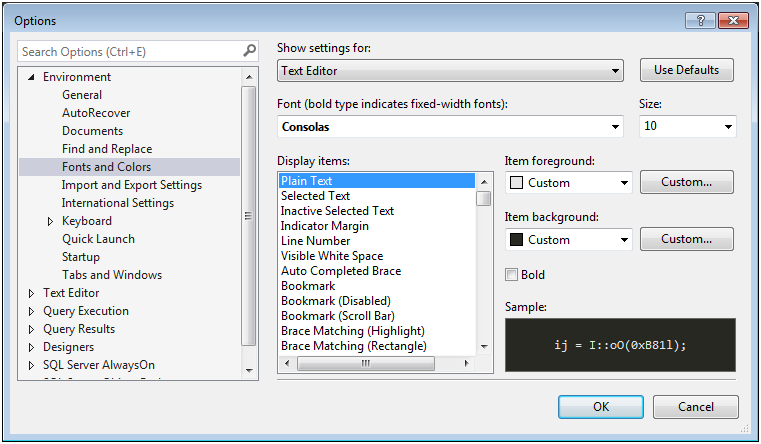 Options
Search Options (Ctrl+E)
Environment
General
AutoRecover
Documents
Find and Replace
Fonts and Colors
Import and Export Settings
International Settings
Keyboard
Quick Launch
Startup
Tabs and Windows
Text Editor
Query Execution
Query Results
Designers
SQL Server AlwaysOn
Show settings for:
Text Editor
Use Defaults
Font (bold type indicates fixed-width fonts):
Size:
Consolas
10
Display items:
Plain Text
Selected Text
Inactive Selected Text
Indicator Margin
Line Number
Visible White Space
Auto Completed Brace
Bookmark
Bookmark (Disabled)
Bookmark (Scroll Bar)
Brace Matching (Highlight)
Brace Matching (Rectangle)
Item foreground:
Custom
Custom...
Item background:
Custom
Custom...
Bold
Sample:
ij = I::oO(0xB81l);
OK
Cancel